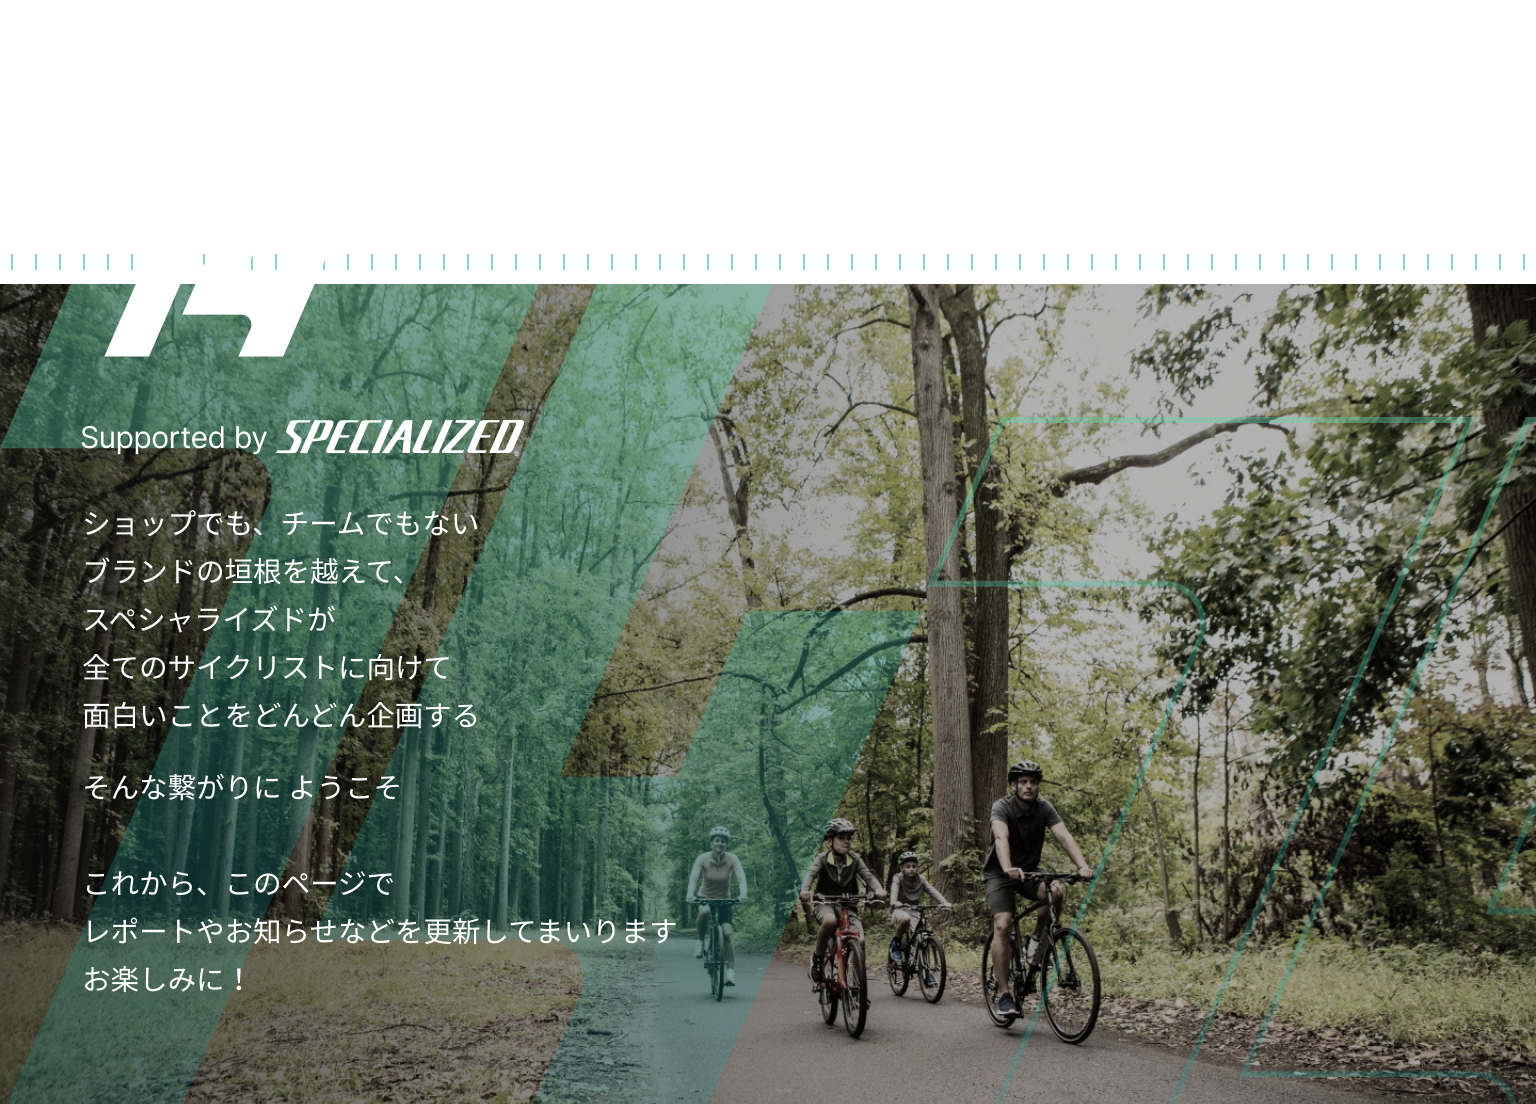 Supported by SPECIALIZED
ショップでも、チームでもない
ブランドの垣根を越えて、
スペシャライズドが
全てのサイクリストに向けて
面白いことをどんどん企画する
そんな繋がりに ようこそ
これから、このページで
レポートやお知らせなどを更新してまいります
お楽しみに！